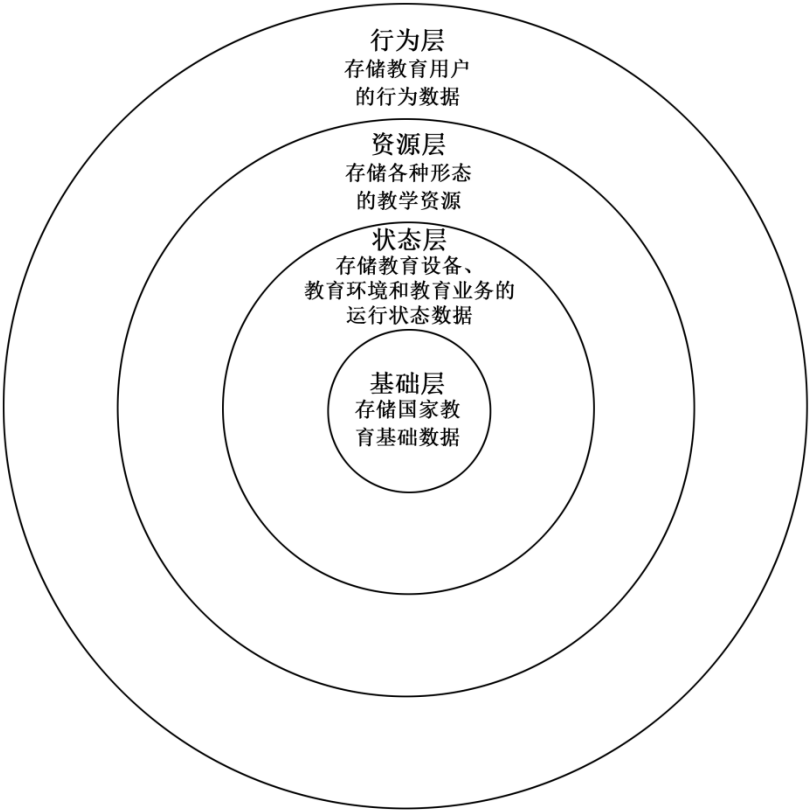 行为层
存储教育用户
的行为数据
资源层
存储各种形态
的教学资源
状态层
存储教育设备、
教育环境和教育业务的
运行状态数据
基础层
存储国家教
育基础数据